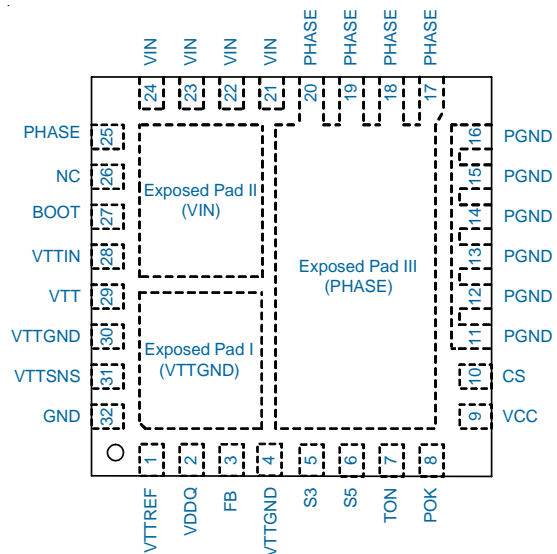 VIN VIN VIN VIN PHASE PHASE PHASE PHASE
24 23 22 21 20 19 18 17
PHASE 25
NC 26
BOOT 27
VTTIN 28
VTT 29
VTTGND 30
VTTSNS 31
GND 32
Exposed Pad II
(VIN)
Exposed Pad I
(VTTGND)
Exposed Pad III
(PHASE)
16 PGND
15 PGND
14 PGND
13 PGND
12 PGND
11 PGND
10 CS
9 VCC
1 2 3 4 5 6 7 8
VTTREF VDDQ FB VTTGND S3 S5 TON POK